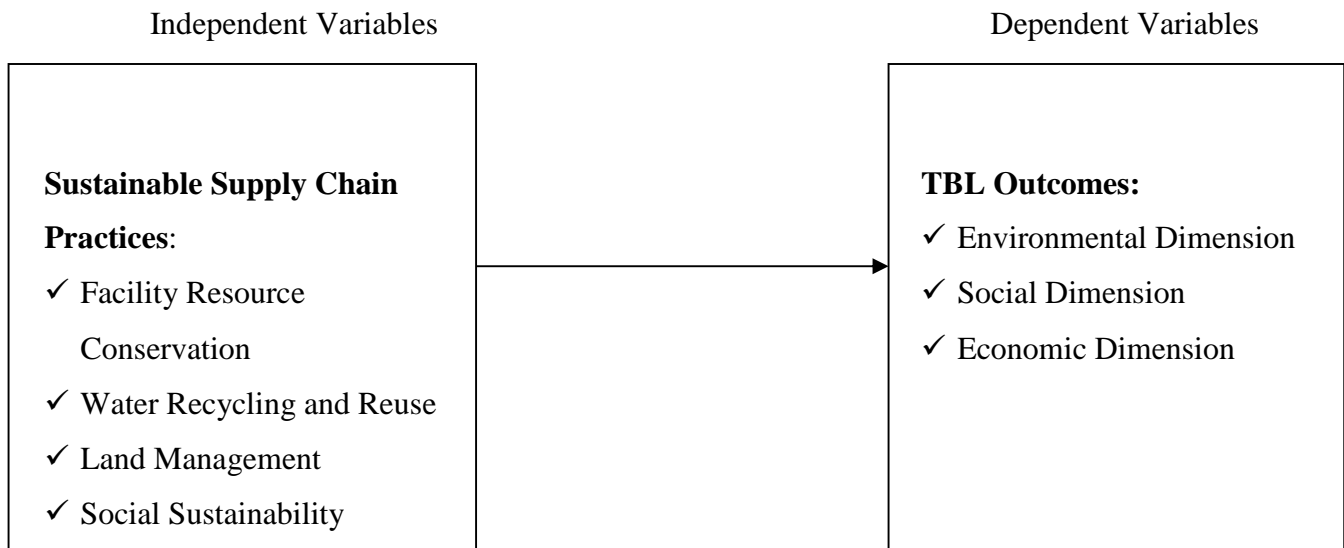 Independent Variables
Dependent Variables
Sustainable Supply Chain
Practices:
✓ Facility Resource
Conservation
✓ Water Recycling and Reuse
✓ Land Management
✓ Social Sustainability
TBL Outcomes:
✓ Environmental Dimension
✓ Social Dimension
✓ Economic Dimension